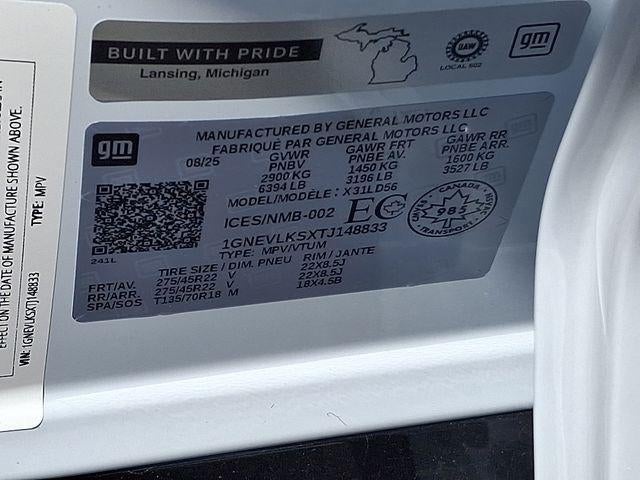 BUILT WITH PRIDE
Lansing, Michigan
UAW
LOCAL 602
gm
gm
MANUFACTURED BY GENERAL MOTORS LLC
FABRIQUÉ PAR GENERAL MOTORS LLC
08/25 GVWR GAWR FRT GAWR RR
PNBV PNBE AV. PNBE ARR.
2900 KG 1450 KG 1600 KG
6394 LB 3196 LB 3527 LB
MODEL/MODÈLE: X31LD56
ICES/NMB-002 EC
CANADA
TRANSPORT
1GNEVLKSXTJ148833
TYPE: MPV/VTUM
241L
TIRE SIZE / DIM. PNEU RIM / JANTE
FRT/AV. 275/45R22 V 22X8.5J
RR/ARR. 275/45R22 V 22X8.5J
SPA/SOS T135/70R18 M 18X4.5B
EFFECT ON THE DATE OF MANUFACTURE SHOWN ABOVE.
VIN: 1GNEVLKSXTJ148833 TYPE: MPV